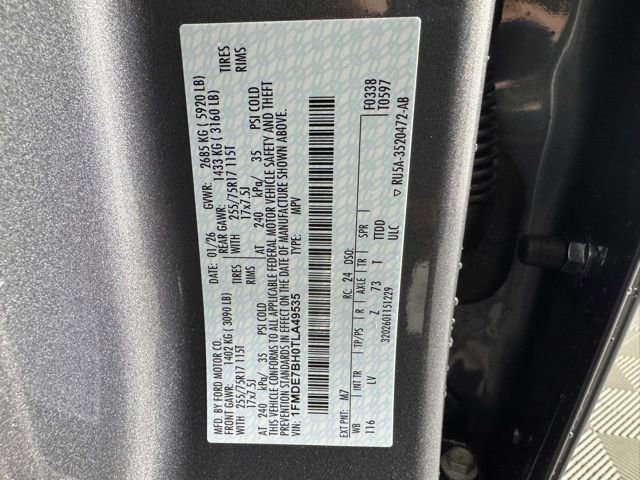 MFD. BY FORD MOTOR CO.
DATE: 01/26 GVWR: 2685 KG ( 5920 LB)
FRONT GAWR: 1402 KG (3090 LB) REAR GAWR: 1433 KG ( 3160 LB)
255/75R17 115T TIRES WITH 255/75R17 115T TIRES
17x7.5J RIMS 17x7.5J RIMS
AT 240 kPa/ 35 PSI COLD AT 240 kPa/ 35 PSI COLD
THIS VEHICLE CONFORMS TO ALL APPLICABLE FEDERAL MOTOR VEHICLE SAFETY AND THEFT
PREVENTION STANDARDS IN EFFECT ON THE DATE OF MANUFACTURE SHOWN ABOVE.
VIN: 1FMDE7BH0TLA49535 TYPE: MPV
F0338
T0597
EXT PNT: M7 RC: 24 DSO:
WB INT TR TP/PS R AXLE TR SPR
116 LV Z 73 T TTDD
ULC
3202601151229
▽ RU5A-3520472-AB